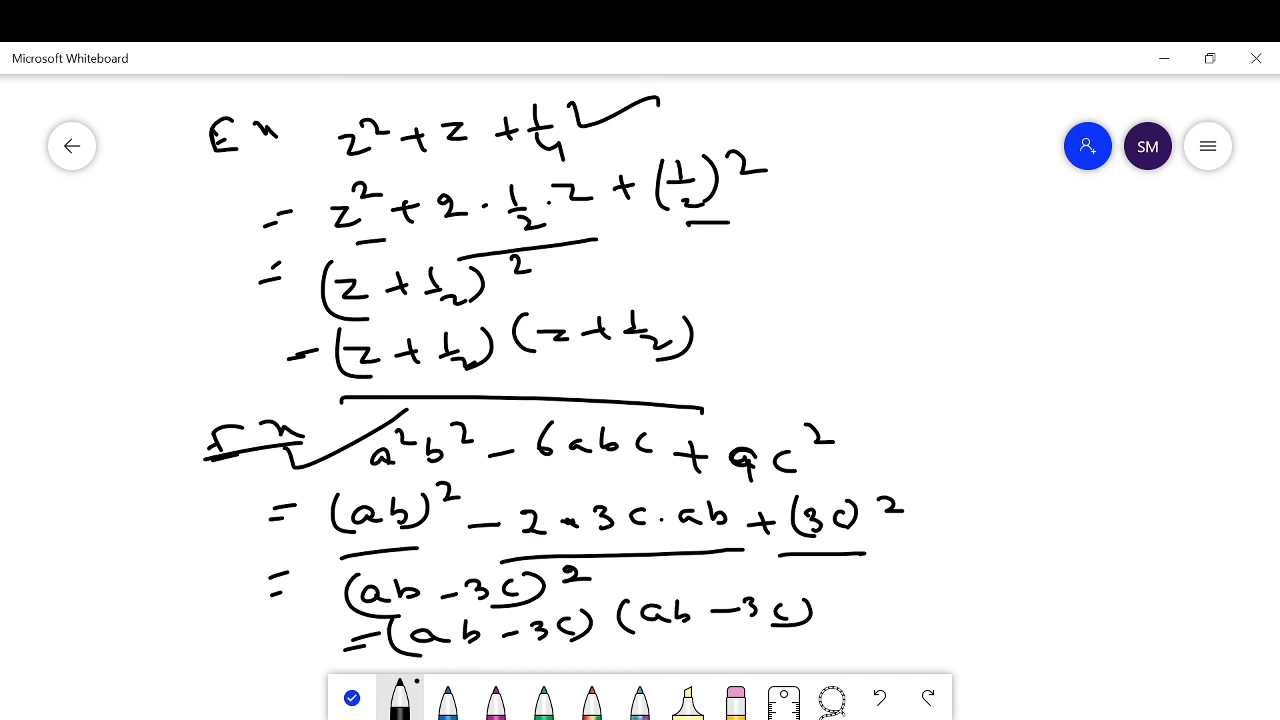 Microsoft Whiteboard
SM
Ex z² + z + 1/4
= z² + 2 · 1/2 · z + (1/2)²
= (z + 1/2)²
= (z + 1/2) (z + 1/2)
Ex a²b² - 6abc + 9c²
= (ab)² - 2 · 3c · ab + (3c)²
= (ab - 3c)²
= (ab - 3c) (ab - 3c)